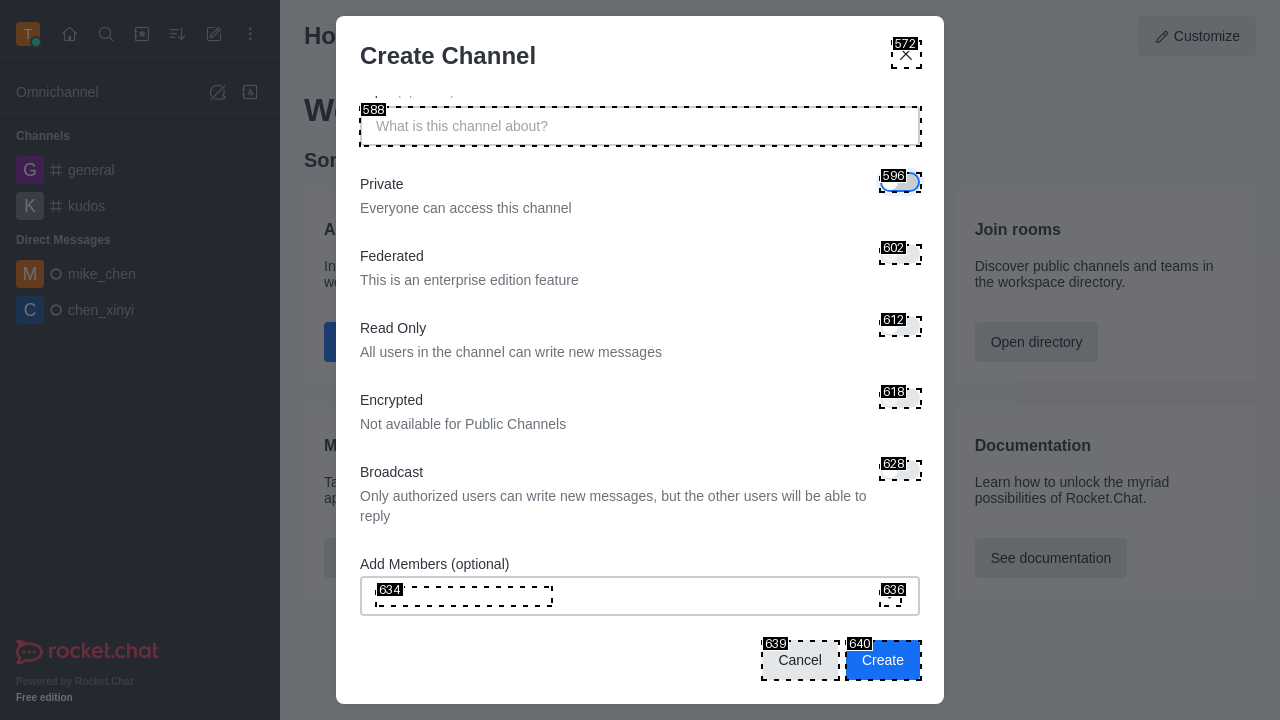 T
Ho
Customize
Create Channel
572
Omnichannel
588
What is this channel about?
We
Channels
G general
K kudos
Som
Private
596
Everyone can access this channel
Direct Messages
M mike_chen
C chen_xinyi
Federated
602
This is an enterprise edition feature
Read Only
612
All users in the channel can write new messages
Encrypted
618
Not available for Public Channels
Broadcast
628
Only authorized users can write new messages, but the other users will be able to
reply
Add Members (optional)
634
636
639
Cancel
640
Create
Join rooms
Discover public channels and teams in
the workspace directory.
Open directory
Documentation
Learn how to unlock the myriad
possibilities of Rocket.Chat.
See documentation
rocket.chat
Powered by Rocket.Chat
Free edition